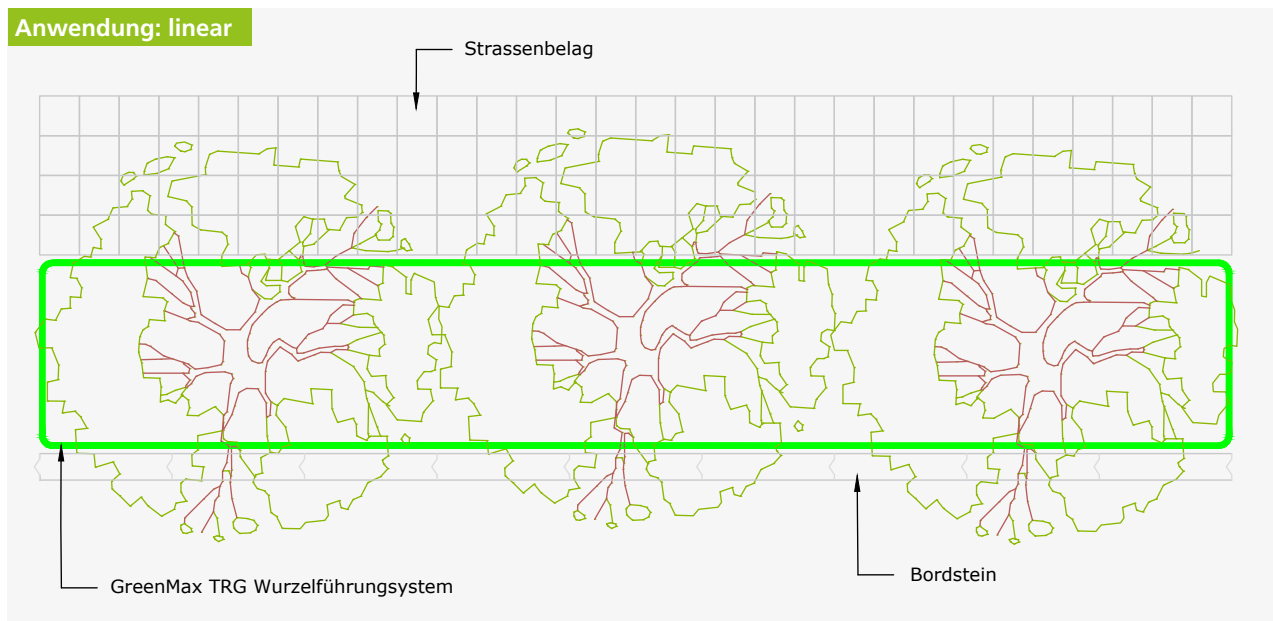 Anwendung: linear
Strassenbelag
GreenMax TRG Wurzelführungsystem
Bordstein